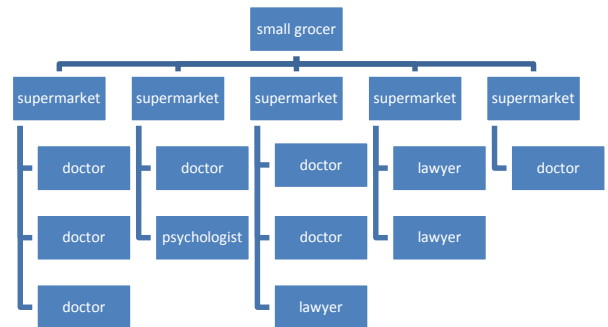 small grocer
supermarket
supermarket
supermarket
supermarket
supermarket
doctor
doctor
doctor
lawyer
doctor
doctor
psychologist
doctor
lawyer
doctor
lawyer